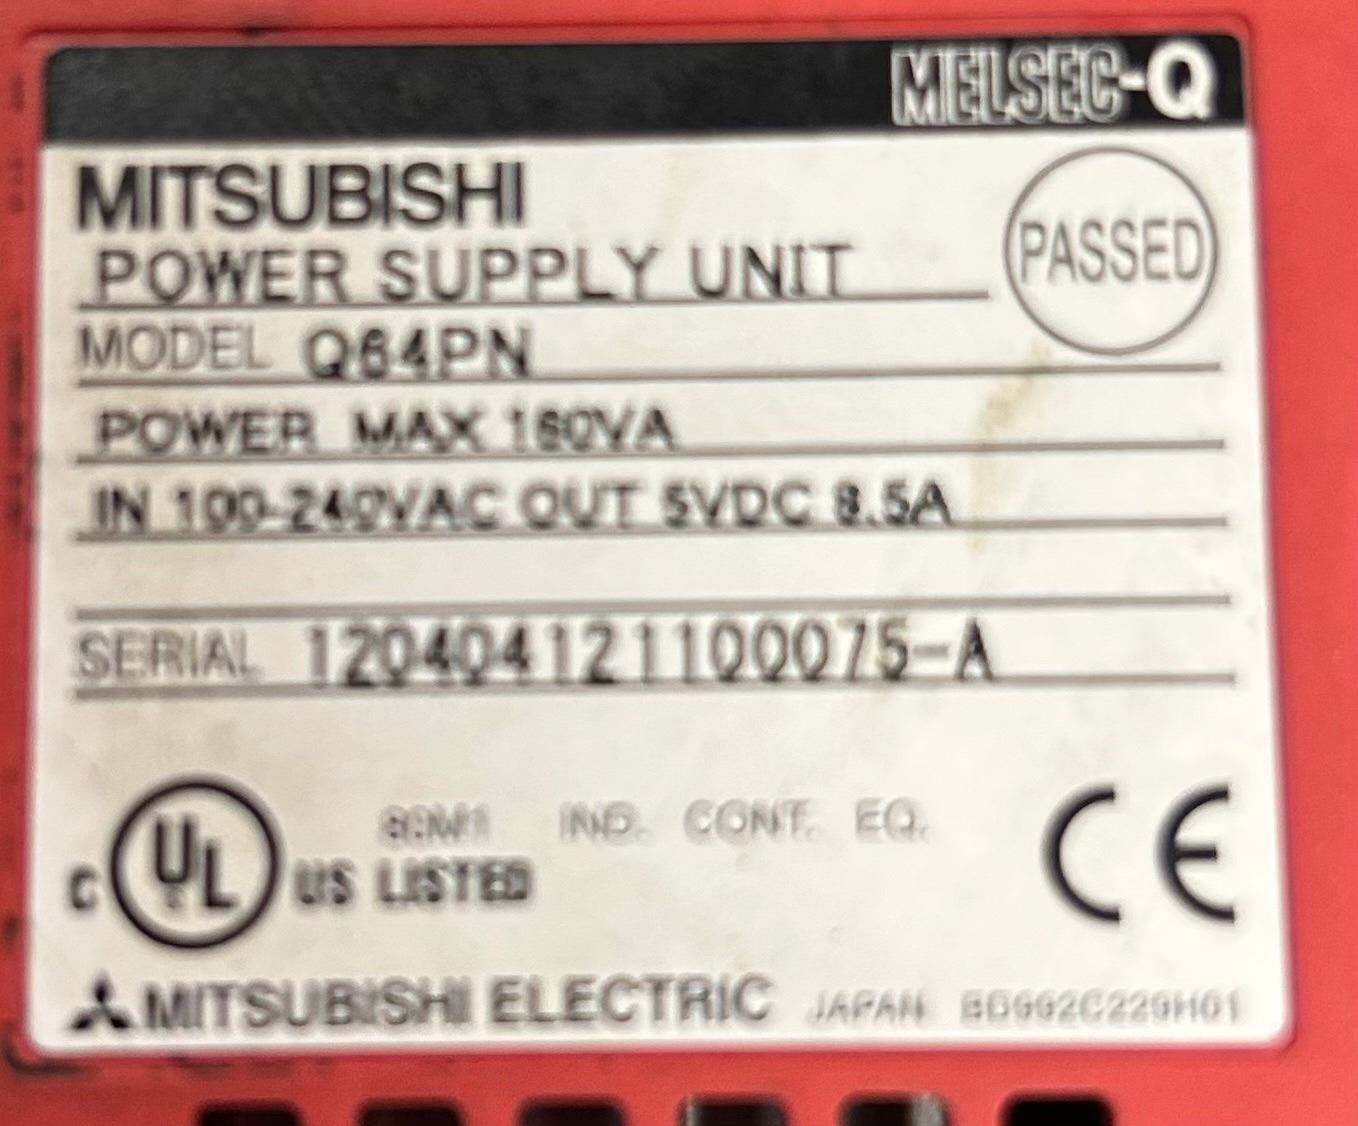 MELSEC-Q
MITSUBISHI
POWER SUPPLY UNIT
PASSED
MODEL Q64PN
POWER MAX 160VA
IN 100-240VAC OUT 5VDC 8.5A
SERIAL 120404121100075-A
IND. CONT. EQ.
C UL US LISTED
CE
MITSUBISHI ELECTRIC JAPAN BD992C229H01